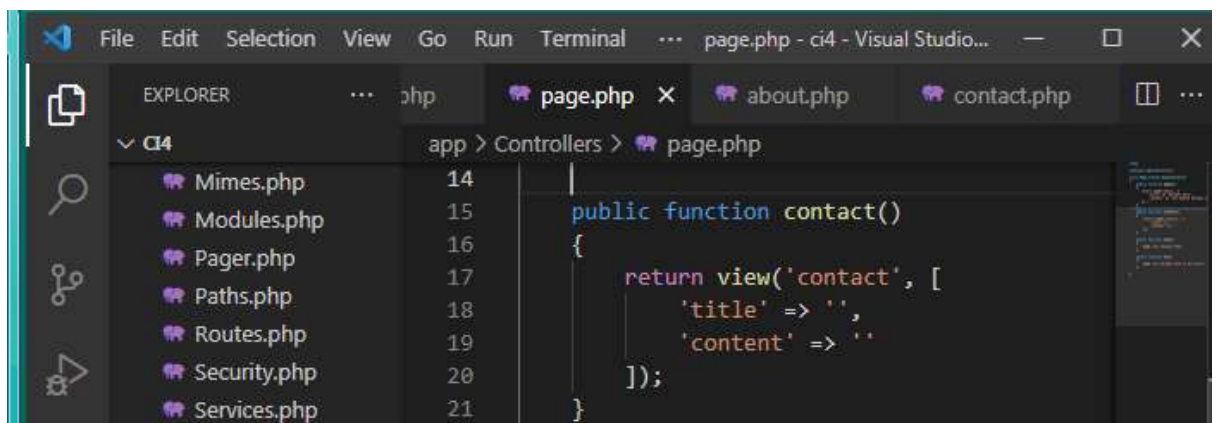 File Edit Selection View Go Run Terminal ... page.php - ci4 - Visual Studio...
EXPLORER ... php page.php about.php contact.php ...
CI4
app > Controllers > page.php
Mimes.php
Modules.php
Pager.php
Paths.php
Routes.php
Security.php
Services.php
14
15 public function contact()
16 {
17 return view('contact', [
18 'title' => '',
19 'content' => ''
20 ]);
21 }